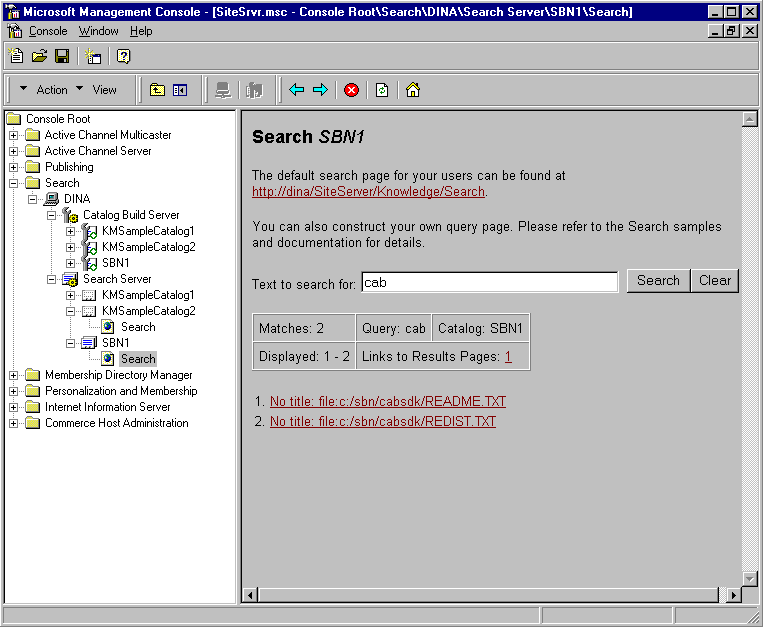 Microsoft Management Console - [SiteSrvr.msc - Console Root\Search\DINA\Search Server\SBN1\Search]
Console Window Help
Action View
Console Root
Active Channel Multicaster
Active Channel Server
Publishing
Search
DINA
Catalog Build Server
KMSampleCatalog1
KMSampleCatalog2
SBN1
Search Server
KMSampleCatalog1
KMSampleCatalog2
Search
SBN1
Search
Membership Directory Manager
Personalization and Membership
Internet Information Server
Commerce Host Administration
Search SBN1
The default search page for your users can be found at
http://dina/SiteServer/Knowledge/Search.
You can also construct your own query page. Please refer to the Search samples
and documentation for details.
Text to search for: cab Search Clear
Matches: 2 Query: cab Catalog: SBN1
Displayed: 1 - 2 Links to Results Pages: 1
1. No title: file:c:/sbn/cabsdk/README.TXT
2. No title: file:c:/sbn/cabsdk/REDIST.TXT